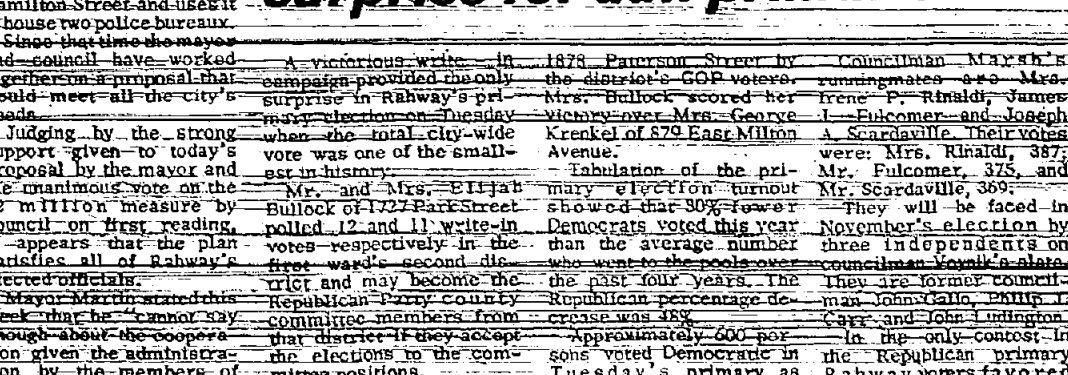 surprise for
amilton Street and uses it
house two police bureaux.
Since that time the mayor
council have worked
on a proposal that
ould meet all the city's
Judging by the strong
upport given to today's
roposal by the mayor and
unanimous vote on the
million measure by
ouncil on first reading,
appears that the plan
atisfies all of Rahway's
lected officials.
Mayor Martin stated this
eek that he "cannot say
nough about the coopera-
on given the administra-
on by the members of
A victorious write in
campaign provided the only
surprise in Rahway's pri-
mary election on Tuesday
when the total city-wide
vote was one of the small-
est in history.
Mr. and Mrs. Elijah
Bullock of 1727 Park Street
polled 12 and 11 write-in
votes respectively in the
first ward's second dis-
trict and may become the
Republican Party county
committee members from
that district if they accept
the elections to the com-
mittee positions.
1878 Paterson Street by
the district's GOP voters.
Mrs. Bullock scored her
victory over Mrs. George
Krenkel of 879 East Milton
Avenue.
Tabulation of the pri-
mary election turnout
showed that 30% fewer
Democrats voted this year
than the average number
who went to the pools over
the past four years. The
Republican percentage de-
crease was 48%
Approximately 600 per-
sons voted Democratic in
Tuesday's primary as
Councilman Marsh's
runningmates are Mrs.
Irene P. Rinaldi, James
J. Fulcomer and Joseph
A. Scardaville. Their votes
were: Mrs. Rinaldi, 387;
Mr. Fulcomer, 375, and
Mr. Scardaville, 369.
They will be faced in
November's election by
three independents on
councilman Voynik's slate.
They are former council-
man John Gallo, Philip J.
Carr and John Ludington.
In the only contest in
the Republican primary
Rahway voters favored